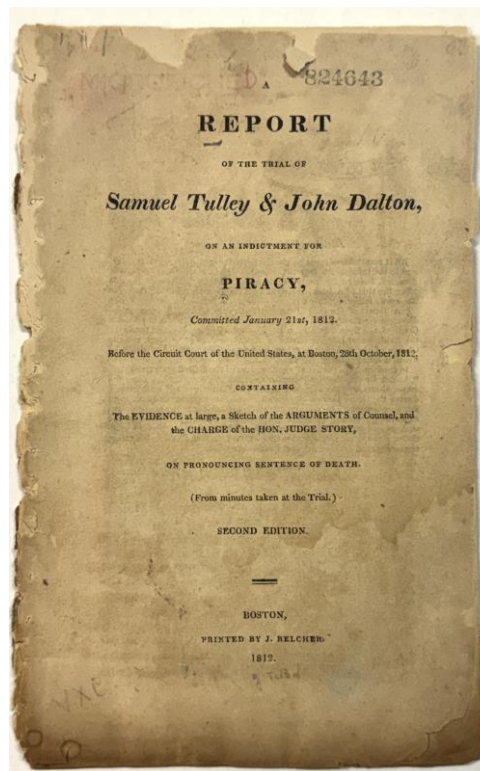 824643
A
REPORT
OF THE TRIAL OF
Samuel Tulley & John Dalton,
ON AN INDICTMENT FOR
PIRACY,
Committed January 21st, 1812.
Before the Circuit Court of the United States, at Boston, 28th October, 1812.
CONTAINING
The EVIDENCE at large, a Sketch of the ARGUMENTS of Counsel, and
the CHARGE of the HON. JUDGE STORY,
ON PRONOUNCING SENTENCE OF DEATH.
(From minutes taken at the Trial.)
SECOND EDITION.
BOSTON,
PRINTED BY J. BELCHER.
1812.